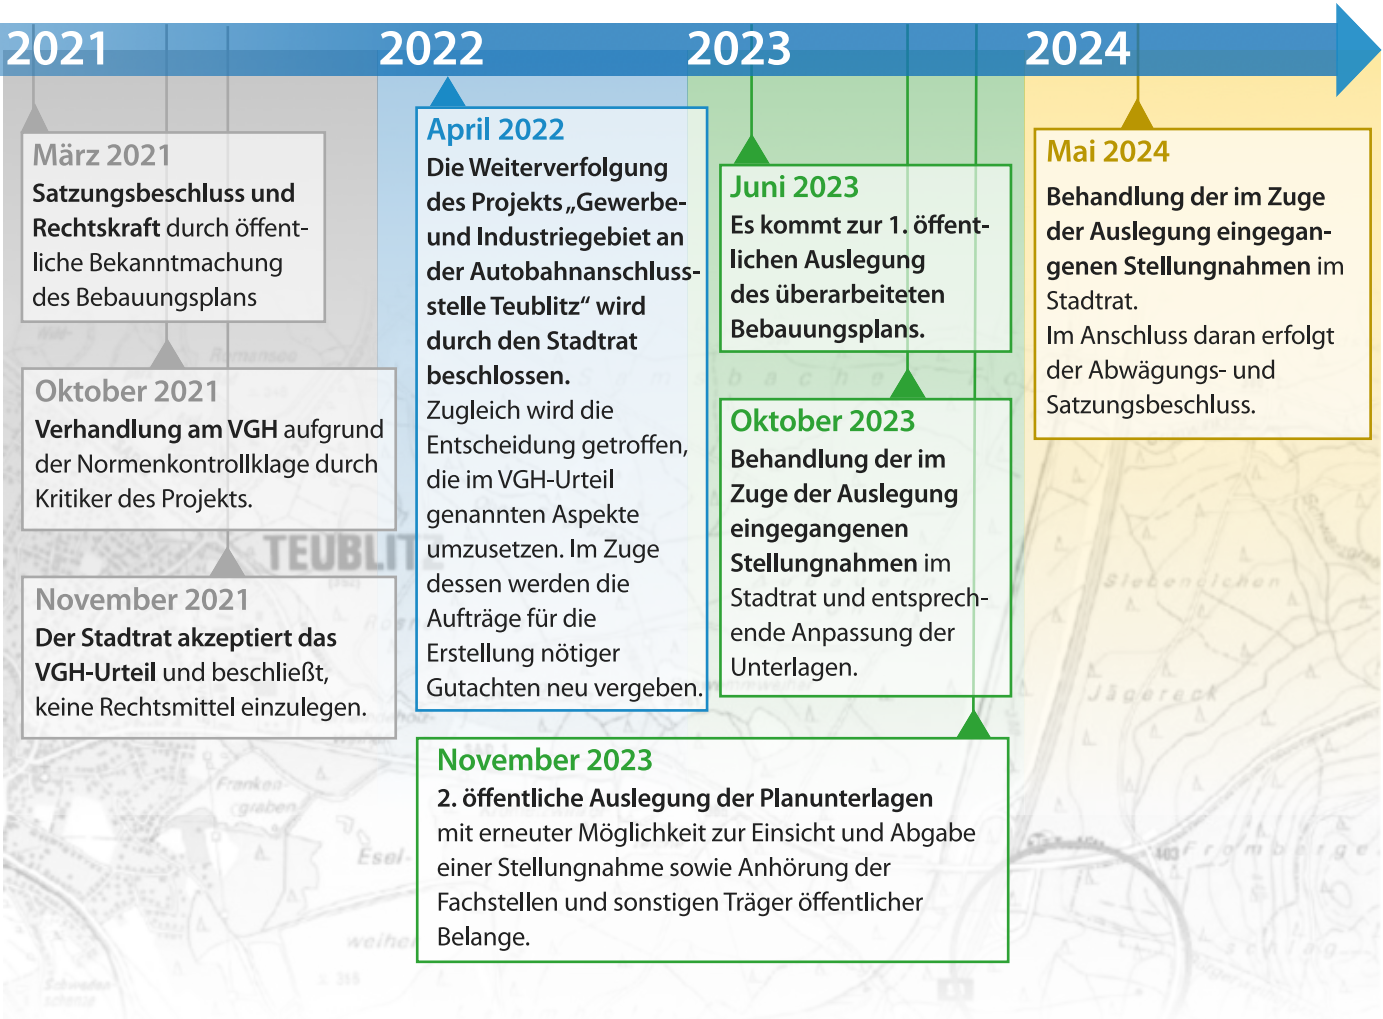 2021
2022
2023
2024
März 2021
Satzungsbeschluss und
Rechtskraft durch öffent-
liche Bekanntmachung
des Bebauungsplans
Oktober 2021
Verhandlung am VGH aufgrund
der Normenkontrollklage durch
Kritiker des Projekts.
November 2021
Der Stadtrat akzeptiert das
VGH-Urteil und beschließt,
keine Rechtsmittel einzulegen.
April 2022
Die Weiterverfolgung
des Projekts „Gewerbe-
und Industriegebiet an
der Autobahnanschluss-
stelle Teublitz“ wird
durch den Stadtrat
beschlossen.
Zugleich wird die
Entscheidung getroffen,
die im VGH-Urteil
genannten Aspekte
umzusetzen. Im Zuge
dessen werden die
Aufträge für die
Erstellung nötiger
Gutachten neu vergeben.
Juni 2023
Es kommt zur 1. öffent-
lichen Auslegung
des überarbeiteten
Bebauungsplans.
Oktober 2023
Behandlung der im
Zuge der Auslegung
eingegangenen
Stellungnahmen im
Stadtrat und entsprech-
ende Anpassung der
Unterlagen.
November 2023
2. öffentliche Auslegung der Planunterlagen
mit erneuter Möglichkeit zur Einsicht und Abgabe
einer Stellungnahme sowie Anhörung der
Fachstellen und sonstigen Träger öffentlicher
Belange.
Mai 2024
Behandlung der im Zuge
der Auslegung eingegan-
genen Stellungnahmen im
Stadtrat.
Im Anschluss daran erfolgt
der Abwägungs- und
Satzungsbeschluss.
TEUBLITZ
Siebeneichen
Jägereck
Franken-
graben
Esel-
weiher